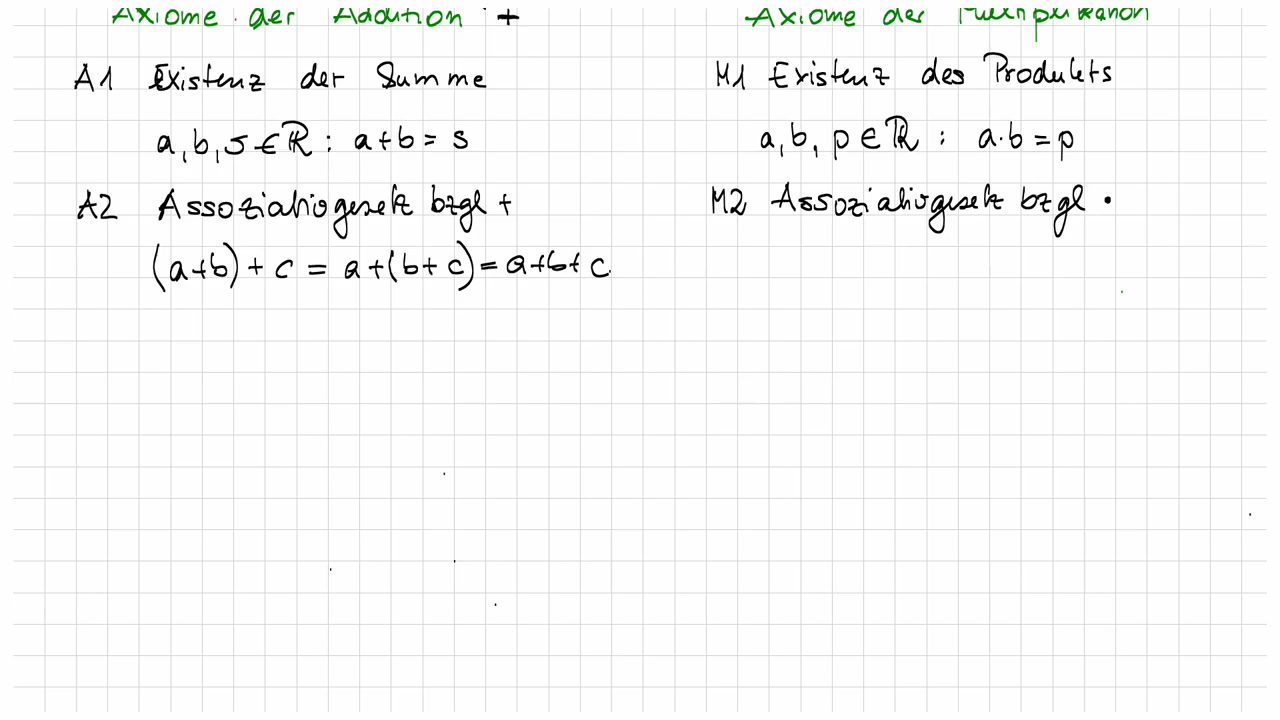 Axiome der Addition +
A1 Existenz der Summe
a, b, s ∈ ℝ : a+b = s
A2 Assoziativgesetz bzgl +
(a+b) + c = a+(b+c) = a+b+c
Axiome der Multiplikation
M1 Existenz des Produkts
a, b, p ∈ ℝ : a·b = p
M2 Assoziativgesetz bzgl ·